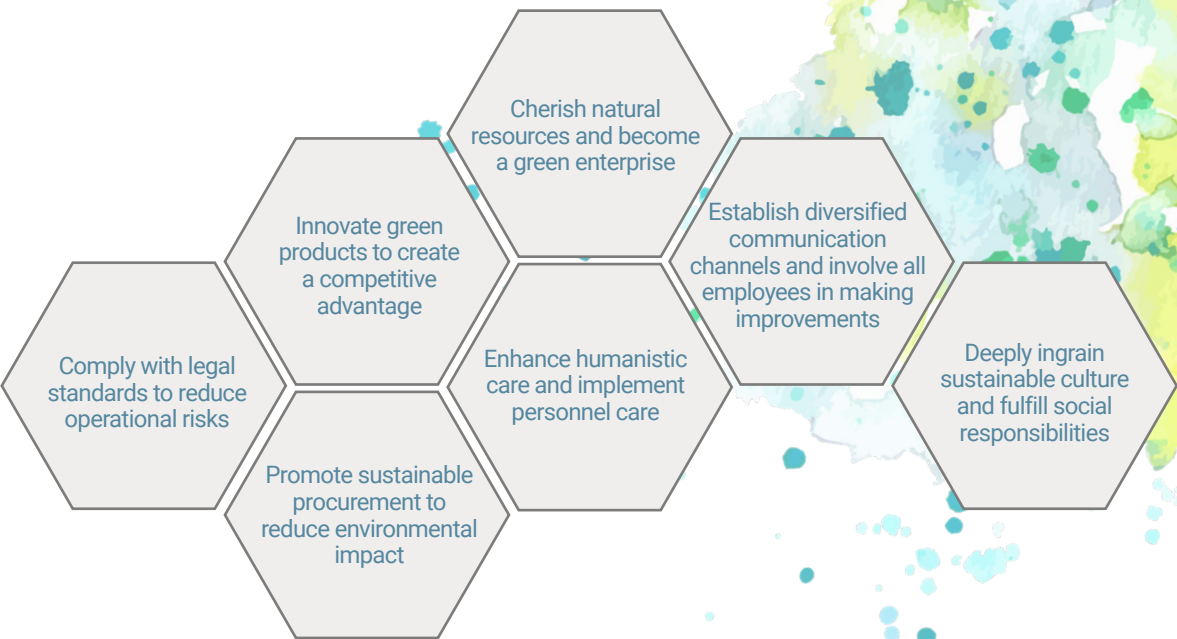 Cherish natural
resources and become
a green enterprise
Innovate green
products to create
a competitive
advantage
Establish diversified
communication
channels and involve all
employees in making
improvements
Comply with legal
standards to reduce
operational risks
Enhance humanistic
care and implement
personnel care
Deeply ingrain
sustainable culture
and fulfill social
responsibilities
Promote sustainable
procurement to
reduce environmental
impact